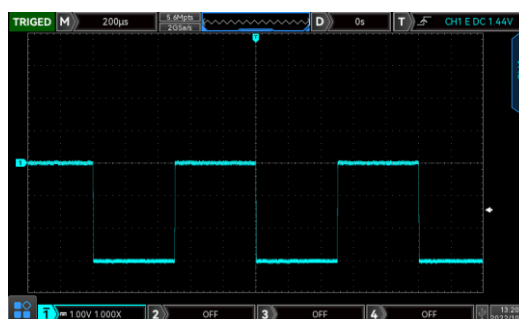 TRIGED M 200μs 5.6Mpts D 0s T CH1 E DC 1.44V
2GSa/s
T
1
1 1.00V 1.000X 2 OFF 3 OFF 4 OFF 13:20